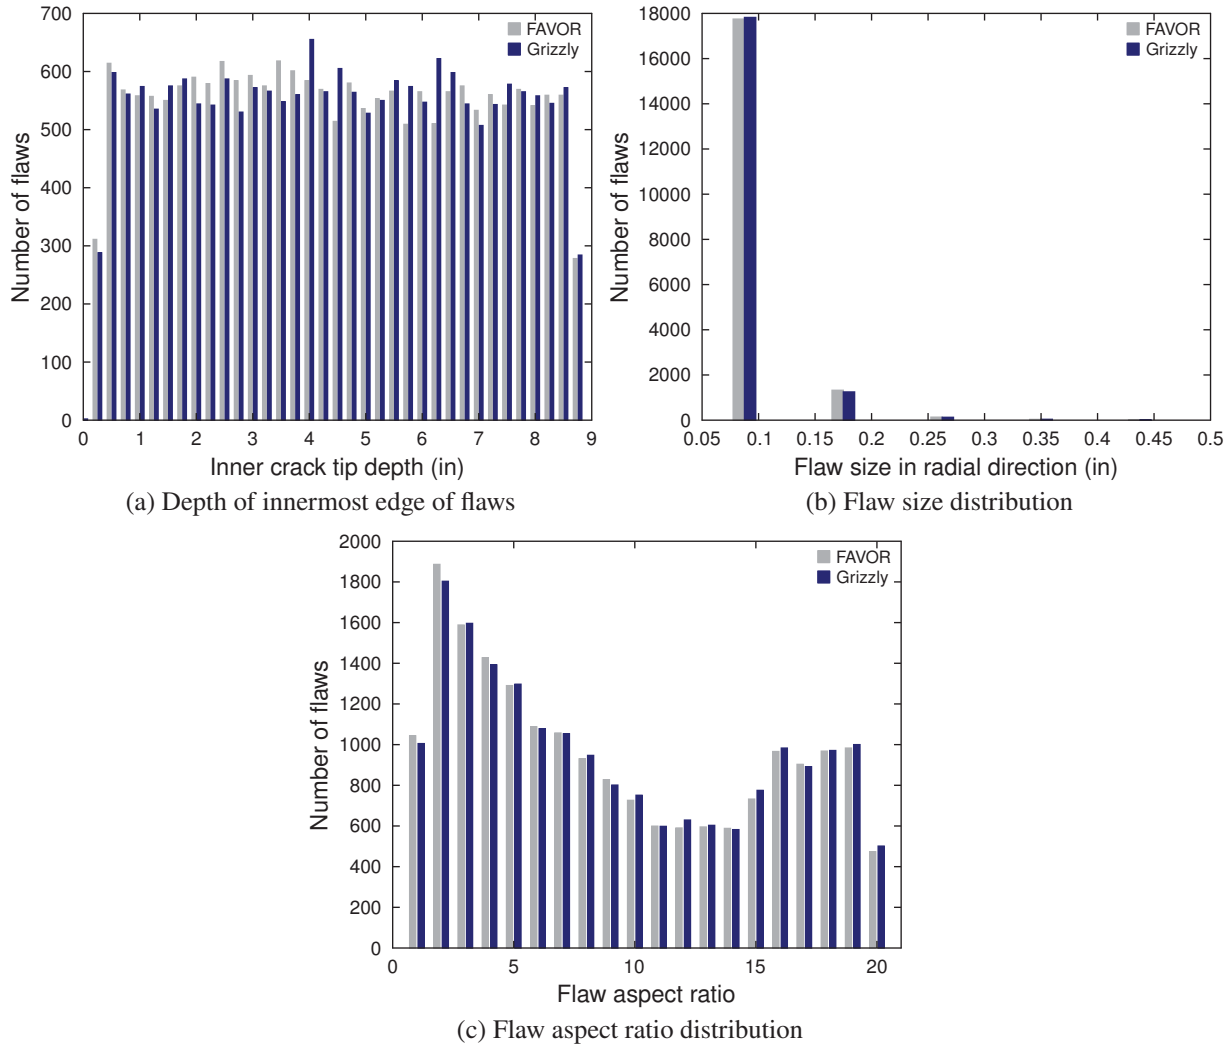 700
600
500
400
300
200
100
0
Number of flaws
FAVOR
Grizzly
0 1 2 3 4 5 6 7 8 9
Inner crack tip depth (in)
(a) Depth of innermost edge of flaws
18000
16000
14000
12000
10000
8000
6000
4000
2000
0
Number of flaws
FAVOR
Grizzly
0.05 0.1 0.15 0.2 0.25 0.3 0.35 0.4 0.45 0.5
Flaw size in radial direction (in)
(b) Flaw size distribution
2000
1800
1600
1400
1200
1000
800
600
400
200
0
Number of flaws
FAVOR
Grizzly
0 5 10 15 20
Flaw aspect ratio
(c) Flaw aspect ratio distribution